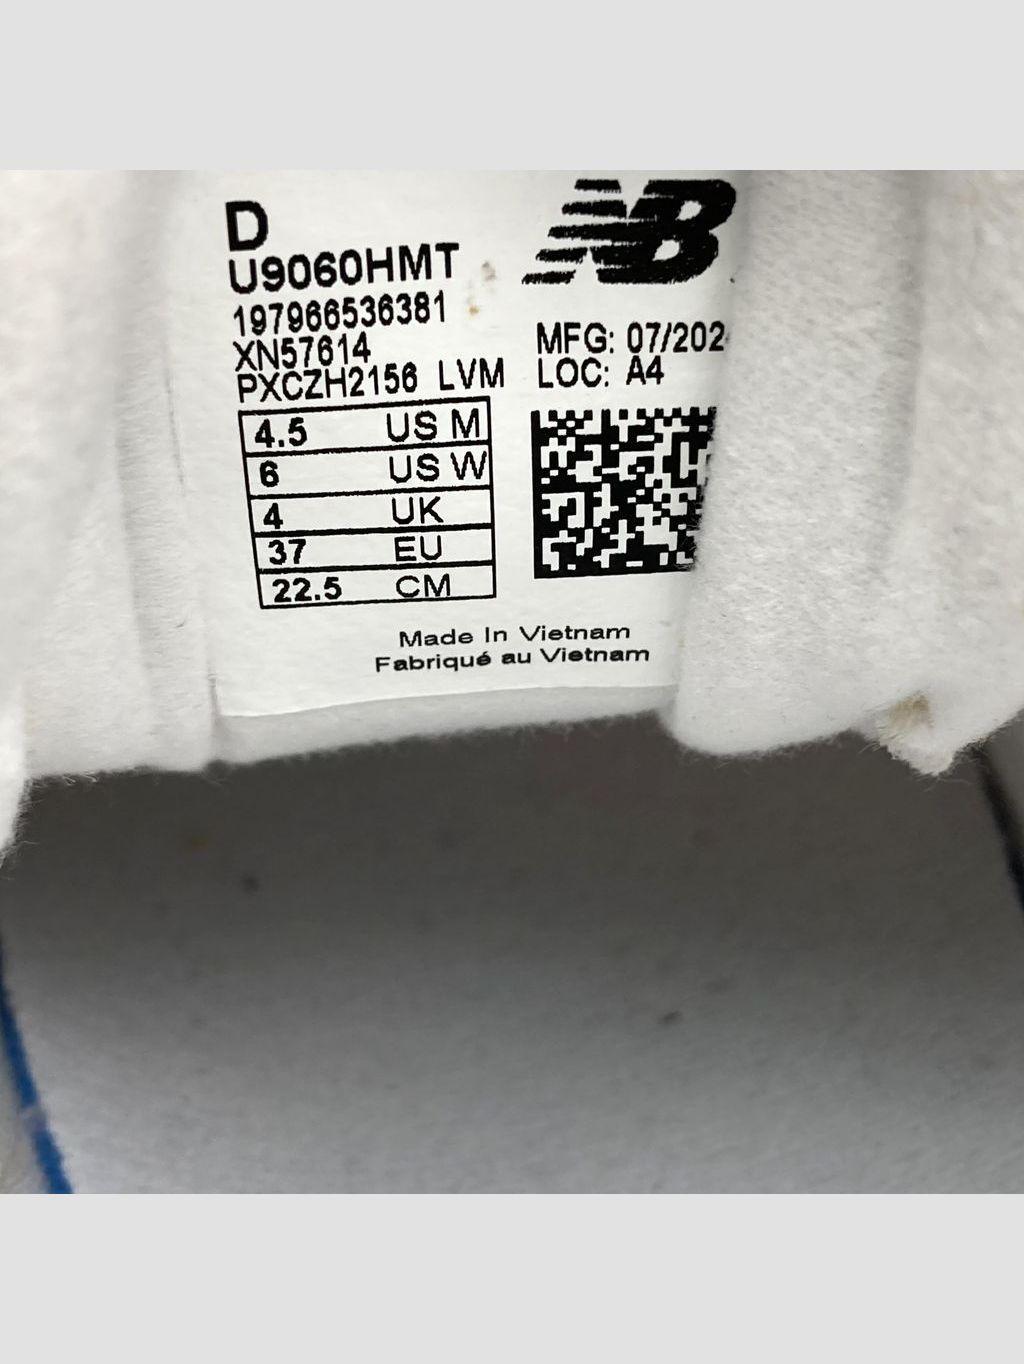 D
NB
U9060HMT
197966536381
XN57614
PXCZH2156 LVM
MFG: 07/202
LOC: A4
4.5 US M
6 US W
4 UK
37 EU
22.5 CM
Made In Vietnam
Fabriqué au Vietnam